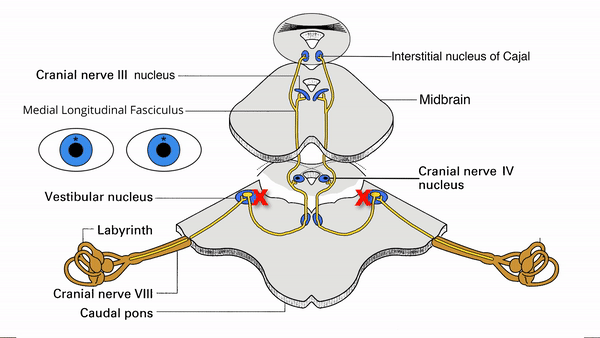 Interstitial nucleus of Cajal
Cranial nerve III nucleus
Midbrain
Medial Longitudinal Fasciculus
*
*
Cranial nerve IV
nucleus
Vestibular nucleus
X
X
Labyrinth
Cranial nerve VIII
Caudal pons